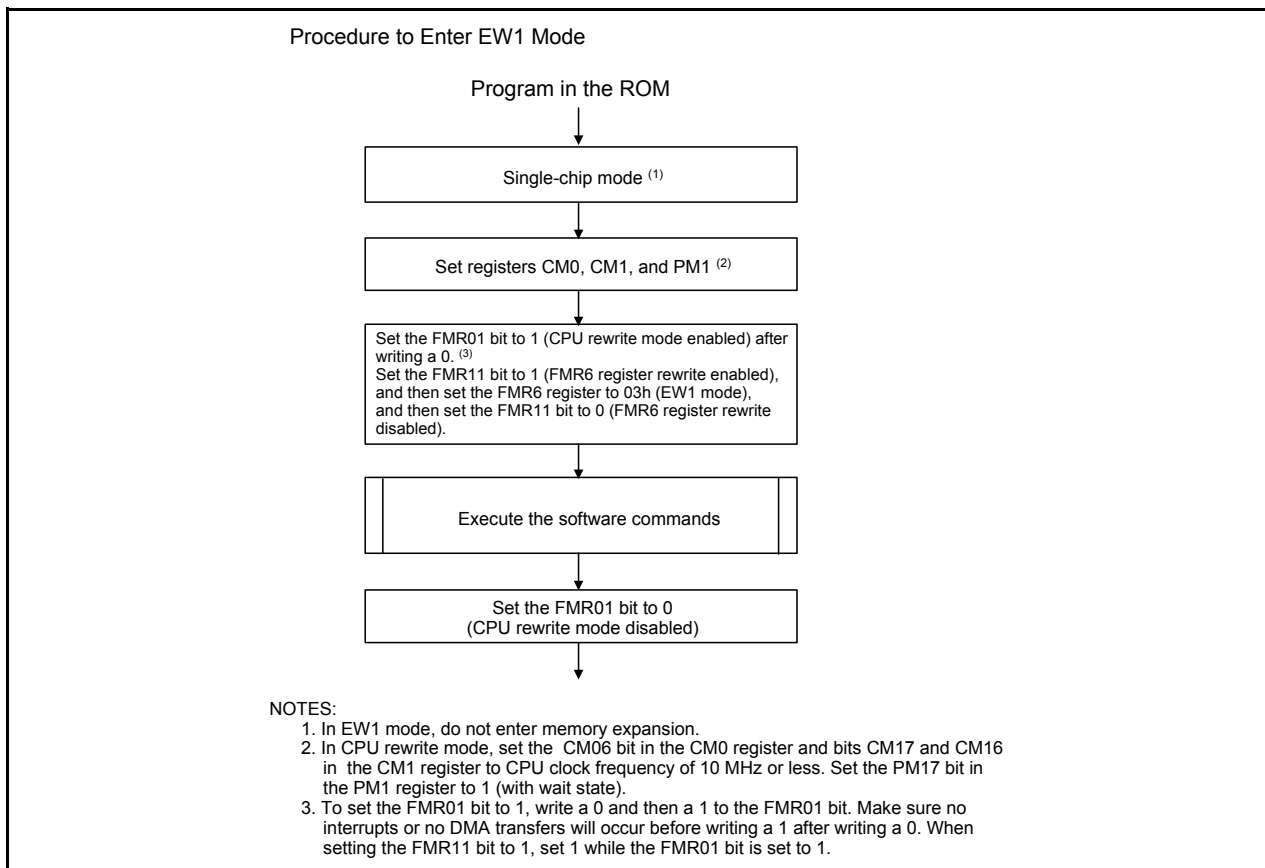 Procedure to Enter EW1 Mode
Program in the ROM
Single-chip mode (1)
Set registers CM0, CM1, and PM1 (2)
Set the FMR01 bit to 1 (CPU rewrite mode enabled) after
writing a 0. (3)
Set the FMR11 bit to 1 (FMR6 register rewrite enabled),
and then set the FMR6 register to 03h (EW1 mode),
and then set the FMR11 bit to 0 (FMR6 register rewrite
disabled).
Execute the software commands
Set the FMR01 bit to 0
(CPU rewrite mode disabled)
NOTES:
1. In EW1 mode, do not enter memory expansion.
2. In CPU rewrite mode, set the CM06 bit in the CM0 register and bits CM17 and CM16
in the CM1 register to CPU clock frequency of 10 MHz or less. Set the PM17 bit in
the PM1 register to 1 (with wait state).
3. To set the FMR01 bit to 1, write a 0 and then a 1 to the FMR01 bit. Make sure no
interrupts or no DMA transfers will occur before writing a 1 after writing a 0. When
setting the FMR11 bit to 1, set 1 while the FMR01 bit is set to 1.